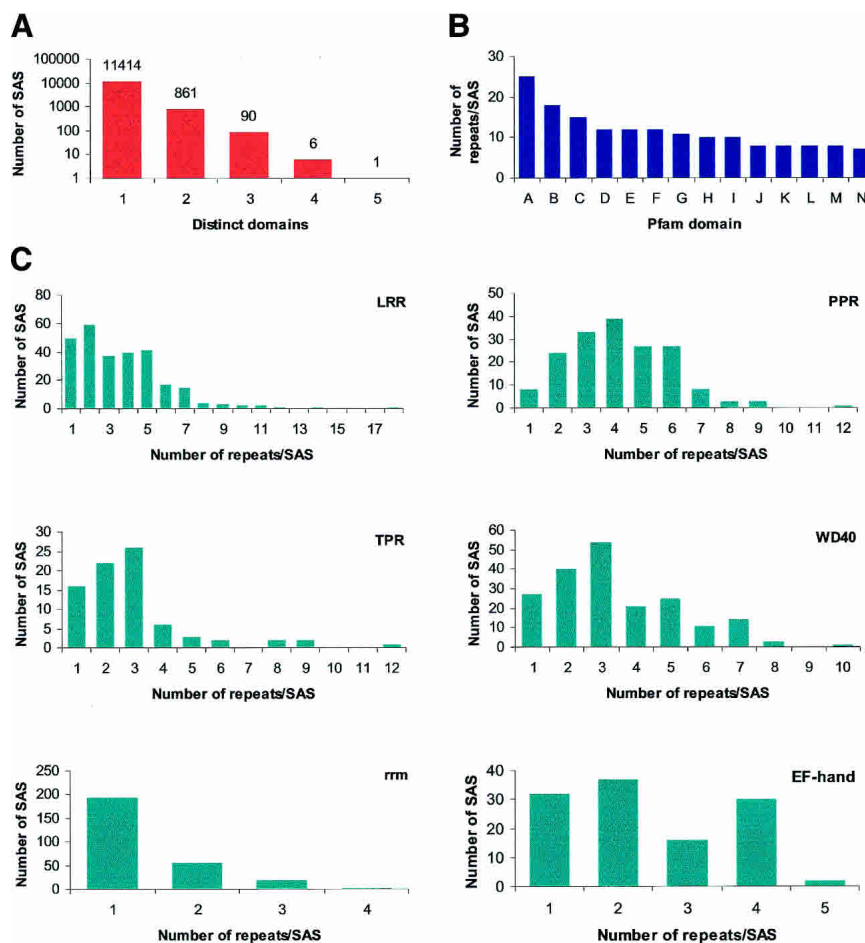 A
Number of SAS
100000
10000
1000
100
10
1
11414
861
90
6
1
1 2 3 4 5
Distinct domains
B
Number of repeats/SAS
30
20
10
0
A B C D E F G H I J K L M N
Pfam domain
C
LRR
Number of SAS
80
60
40
20
0
1 3 5 7 9 11 13 15 17
Number of repeats/SAS
PPR
Number of SAS
50
40
30
20
10
0
1 2 3 4 5 6 7 8 9 10 11 12
Number of repeats/SAS
TPR
Number of SAS
30
25
20
15
10
5
0
1 2 3 4 5 6 7 8 9 10 11 12
Number of repeats/SAS
WD40
Number of SAS
60
50
40
30
20
10
0
1 2 3 4 5 6 7 8 9 10
Number of repeats/SAS
rrm
Number of SAS
250
200
150
100
50
0
1 2 3 4
Number of repeats/SAS
EF-hand
Number of SAS
40
30
20
10
0
1 2 3 4 5
Number of repeats/SAS